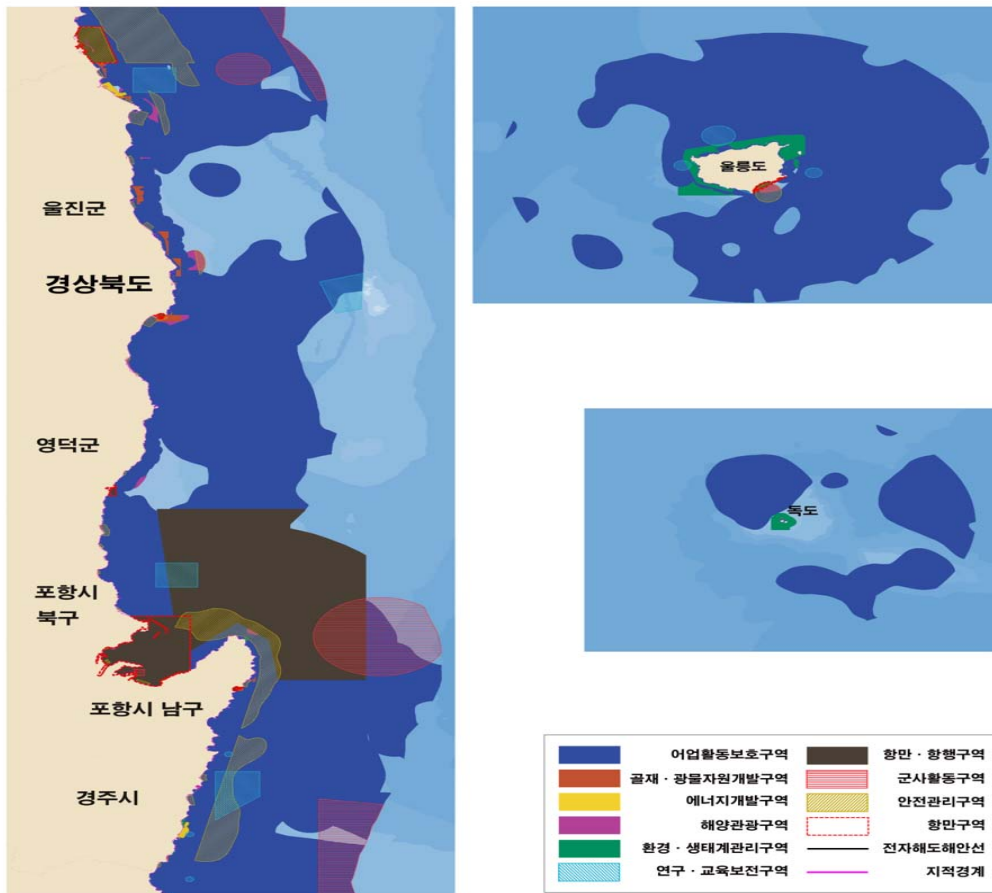 울진군
경상북도
영덕군
포항시
북구
포항시 남구
경주시
울릉도
독도
어업활동보호구역
골재·광물자원개발구역
에너지개발구역
해양관광구역
환경·생태계관리구역
연구·교육보전구역
항만·항행구역
군사활동구역
안전관리구역
항만구역
전자해도해안선
지적경계